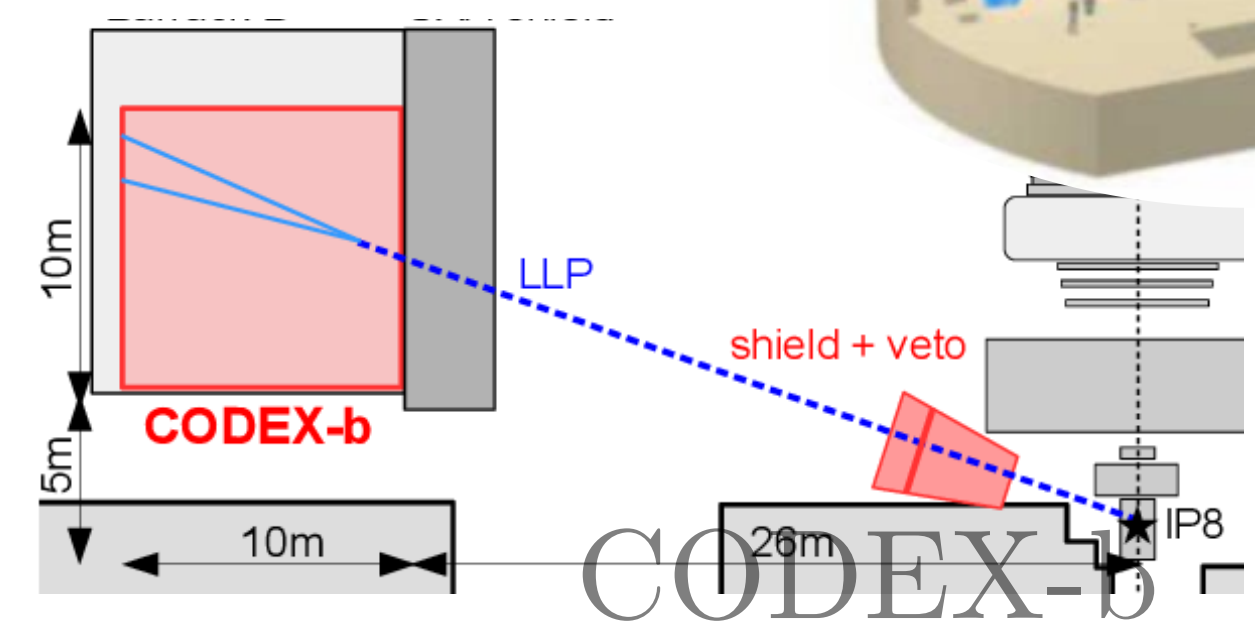 LLP
10m
shield + veto
CODEX-b
5m
IP8
10m
26m
CODEX-b